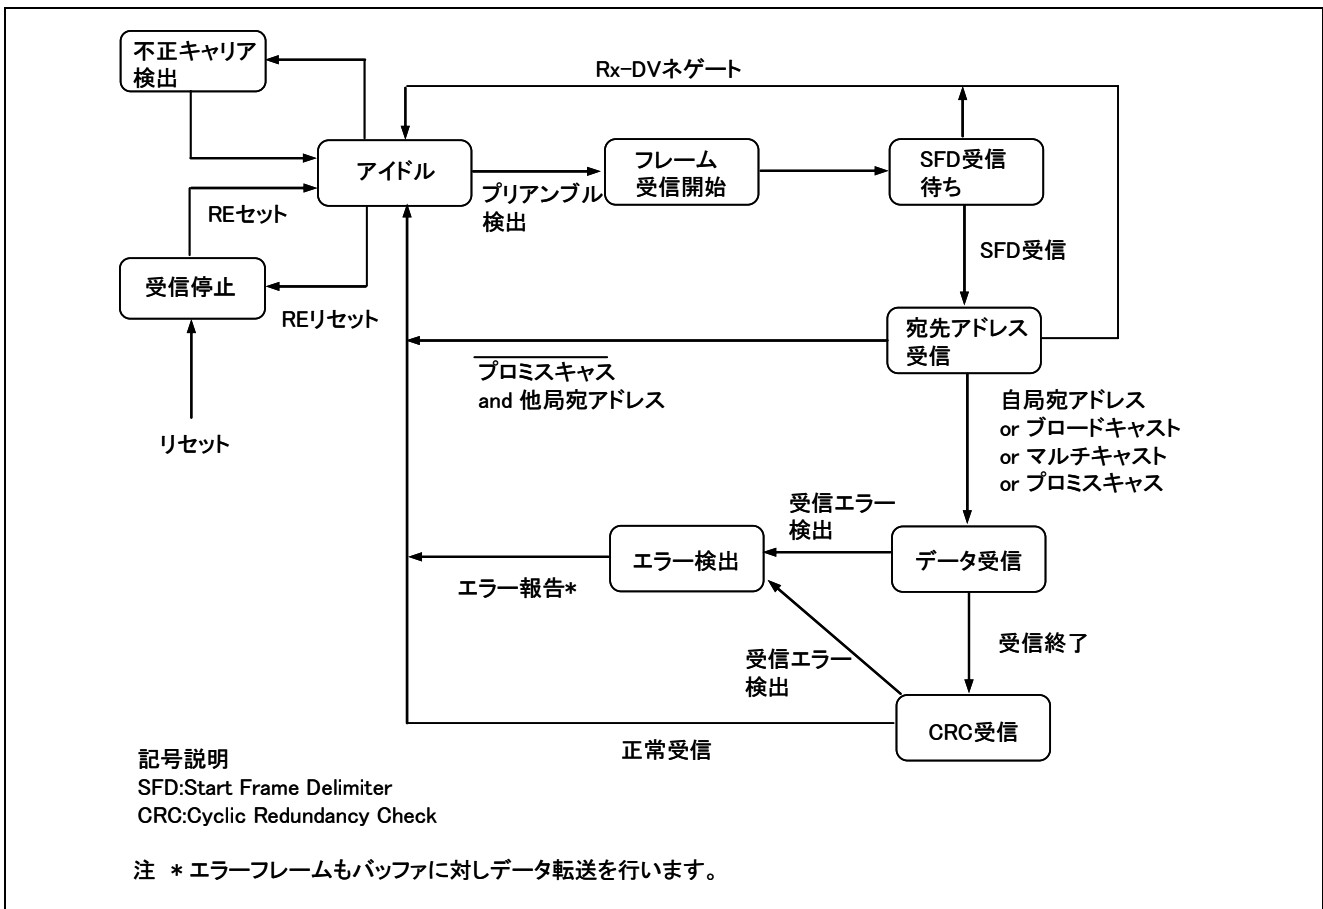 不正キャリア
検出
Rx-DVネゲート
アイドル
フレーム
受信開始
SFD受信
待ち
プリアンブル
検出
REセット
SFD受信
受信停止
REリセット
宛先アドレス
受信
プロミスキャス
and 他局宛アドレス
自局宛アドレス
or ブロードキャスト
or マルチキャスト
or プロミスキャス
リセット
受信エラー
検出
エラー検出
データ受信
エラー報告*
受信終了
受信エラー
検出
CRC受信
正常受信
記号説明
SFD:Start Frame Delimiter
CRC:Cyclic Redundancy Check
注 * エラーフレームもバッファに対しデータ転送を行います。